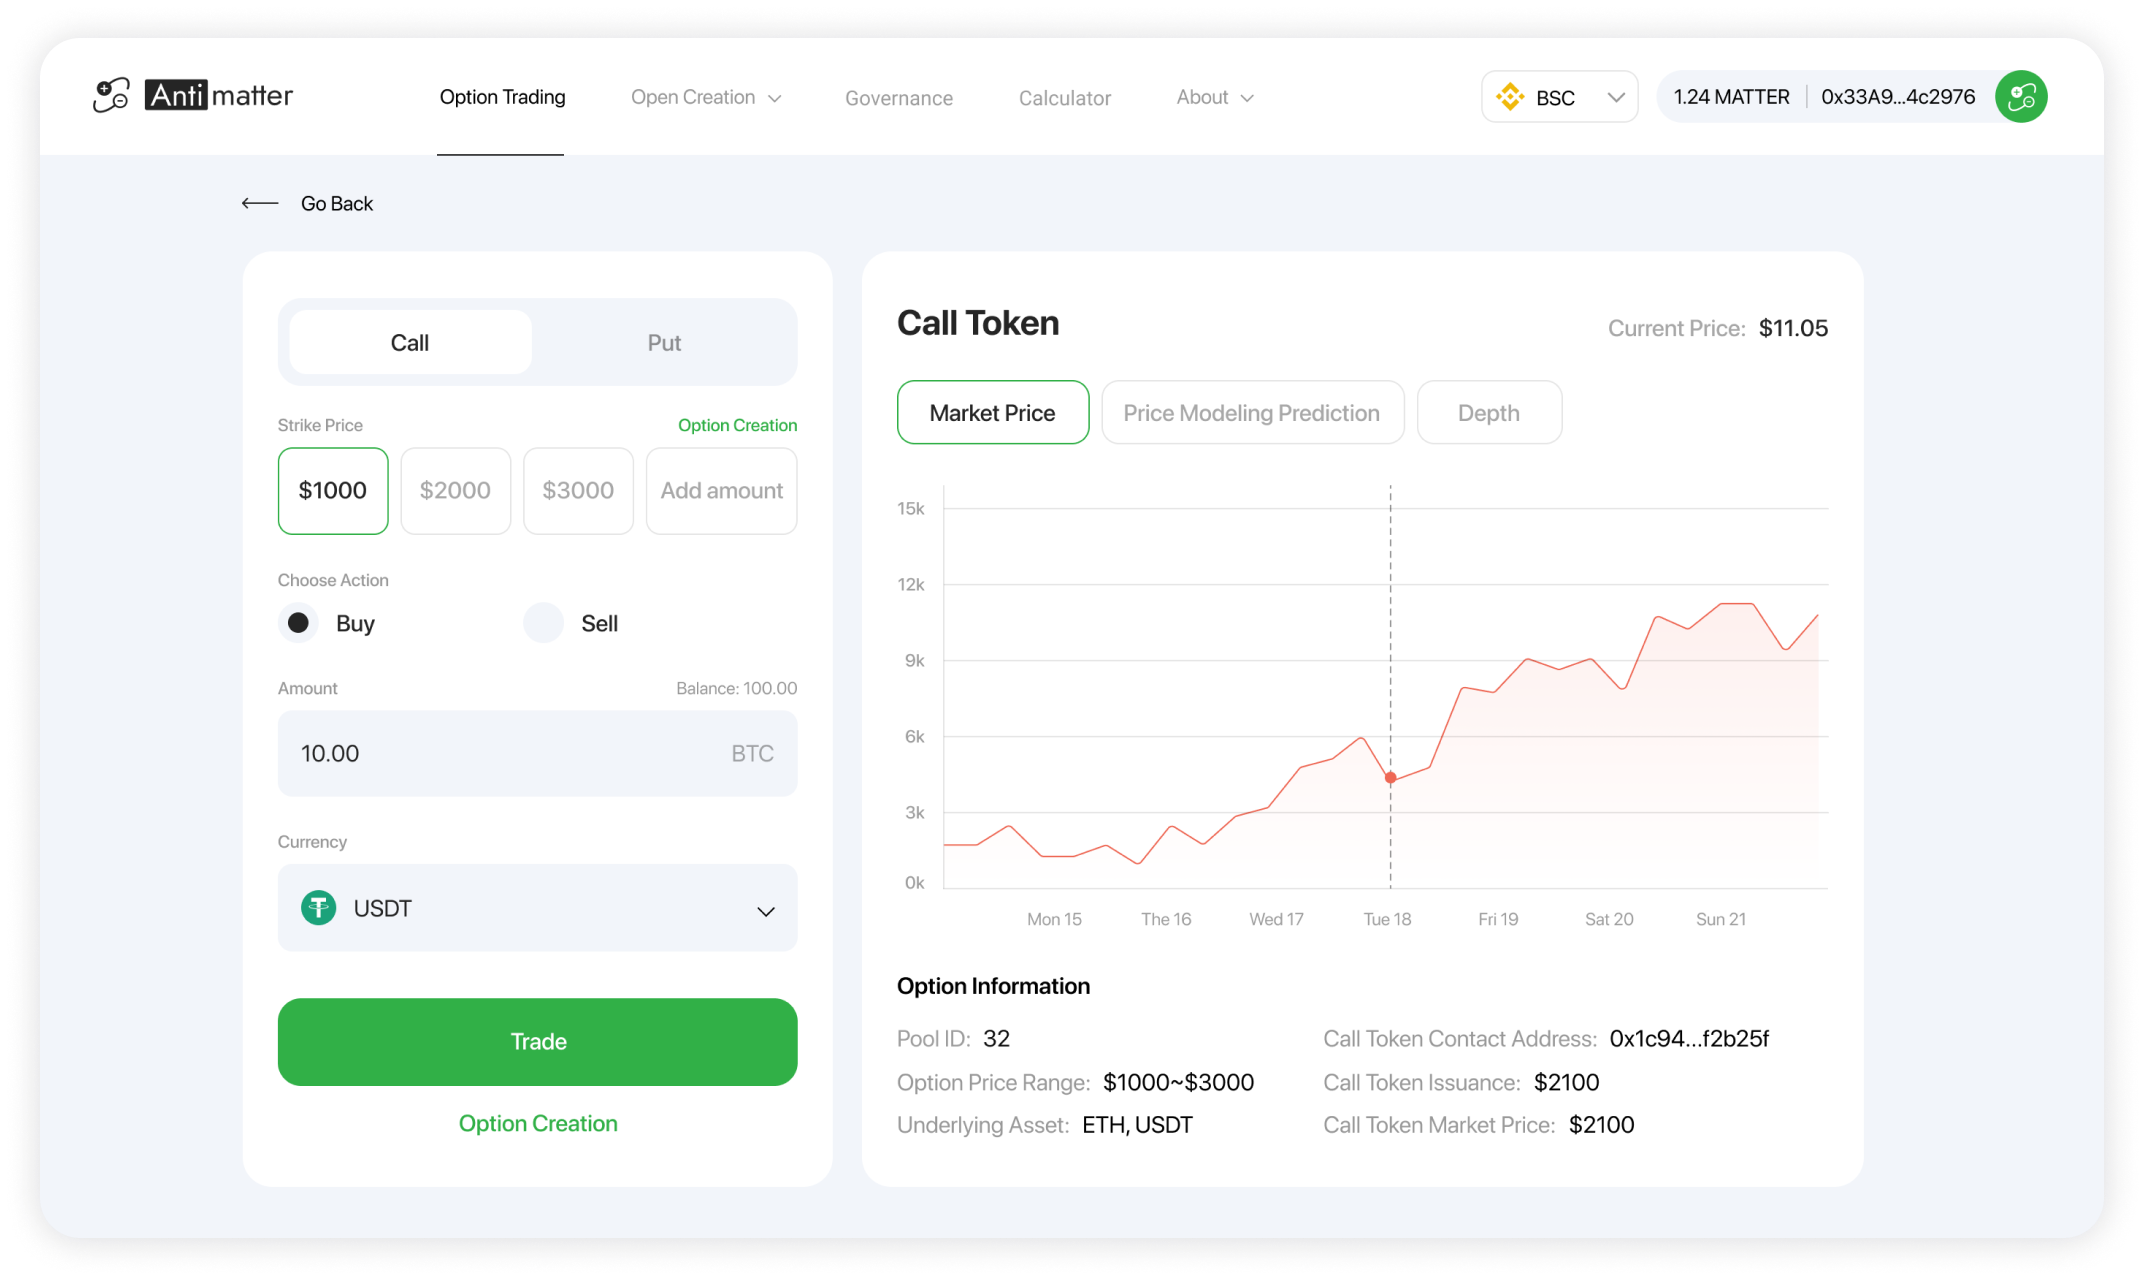 Antimatter
Option Trading
Open Creation
Governance
Calculator
About
BSC
1.24 MATTER
0x33A9...4c2976
Go Back
Call
Put
Strike Price
Option Creation
$1000
$2000
$3000
Add amount
Choose Action
Buy
Sell
Amount
Balance: 100.00
10.00
BTC
Currency
USDT
Trade
Option Creation
Call Token
Current Price: $11.05
Market Price
Price Modeling Prediction
Depth
15k
12k
9k
6k
3k
0k
Mon 15
The 16
Wed 17
Tue 18
Fri 19
Sat 20
Sun 21
Option Information
Pool ID: 32
Call Token Contact Address: 0x1c94...f2b25f
Option Price Range: $1000~$3000
Call Token Issuance: $2100
Underlying Asset: ETH, USDT
Call Token Market Price: $2100